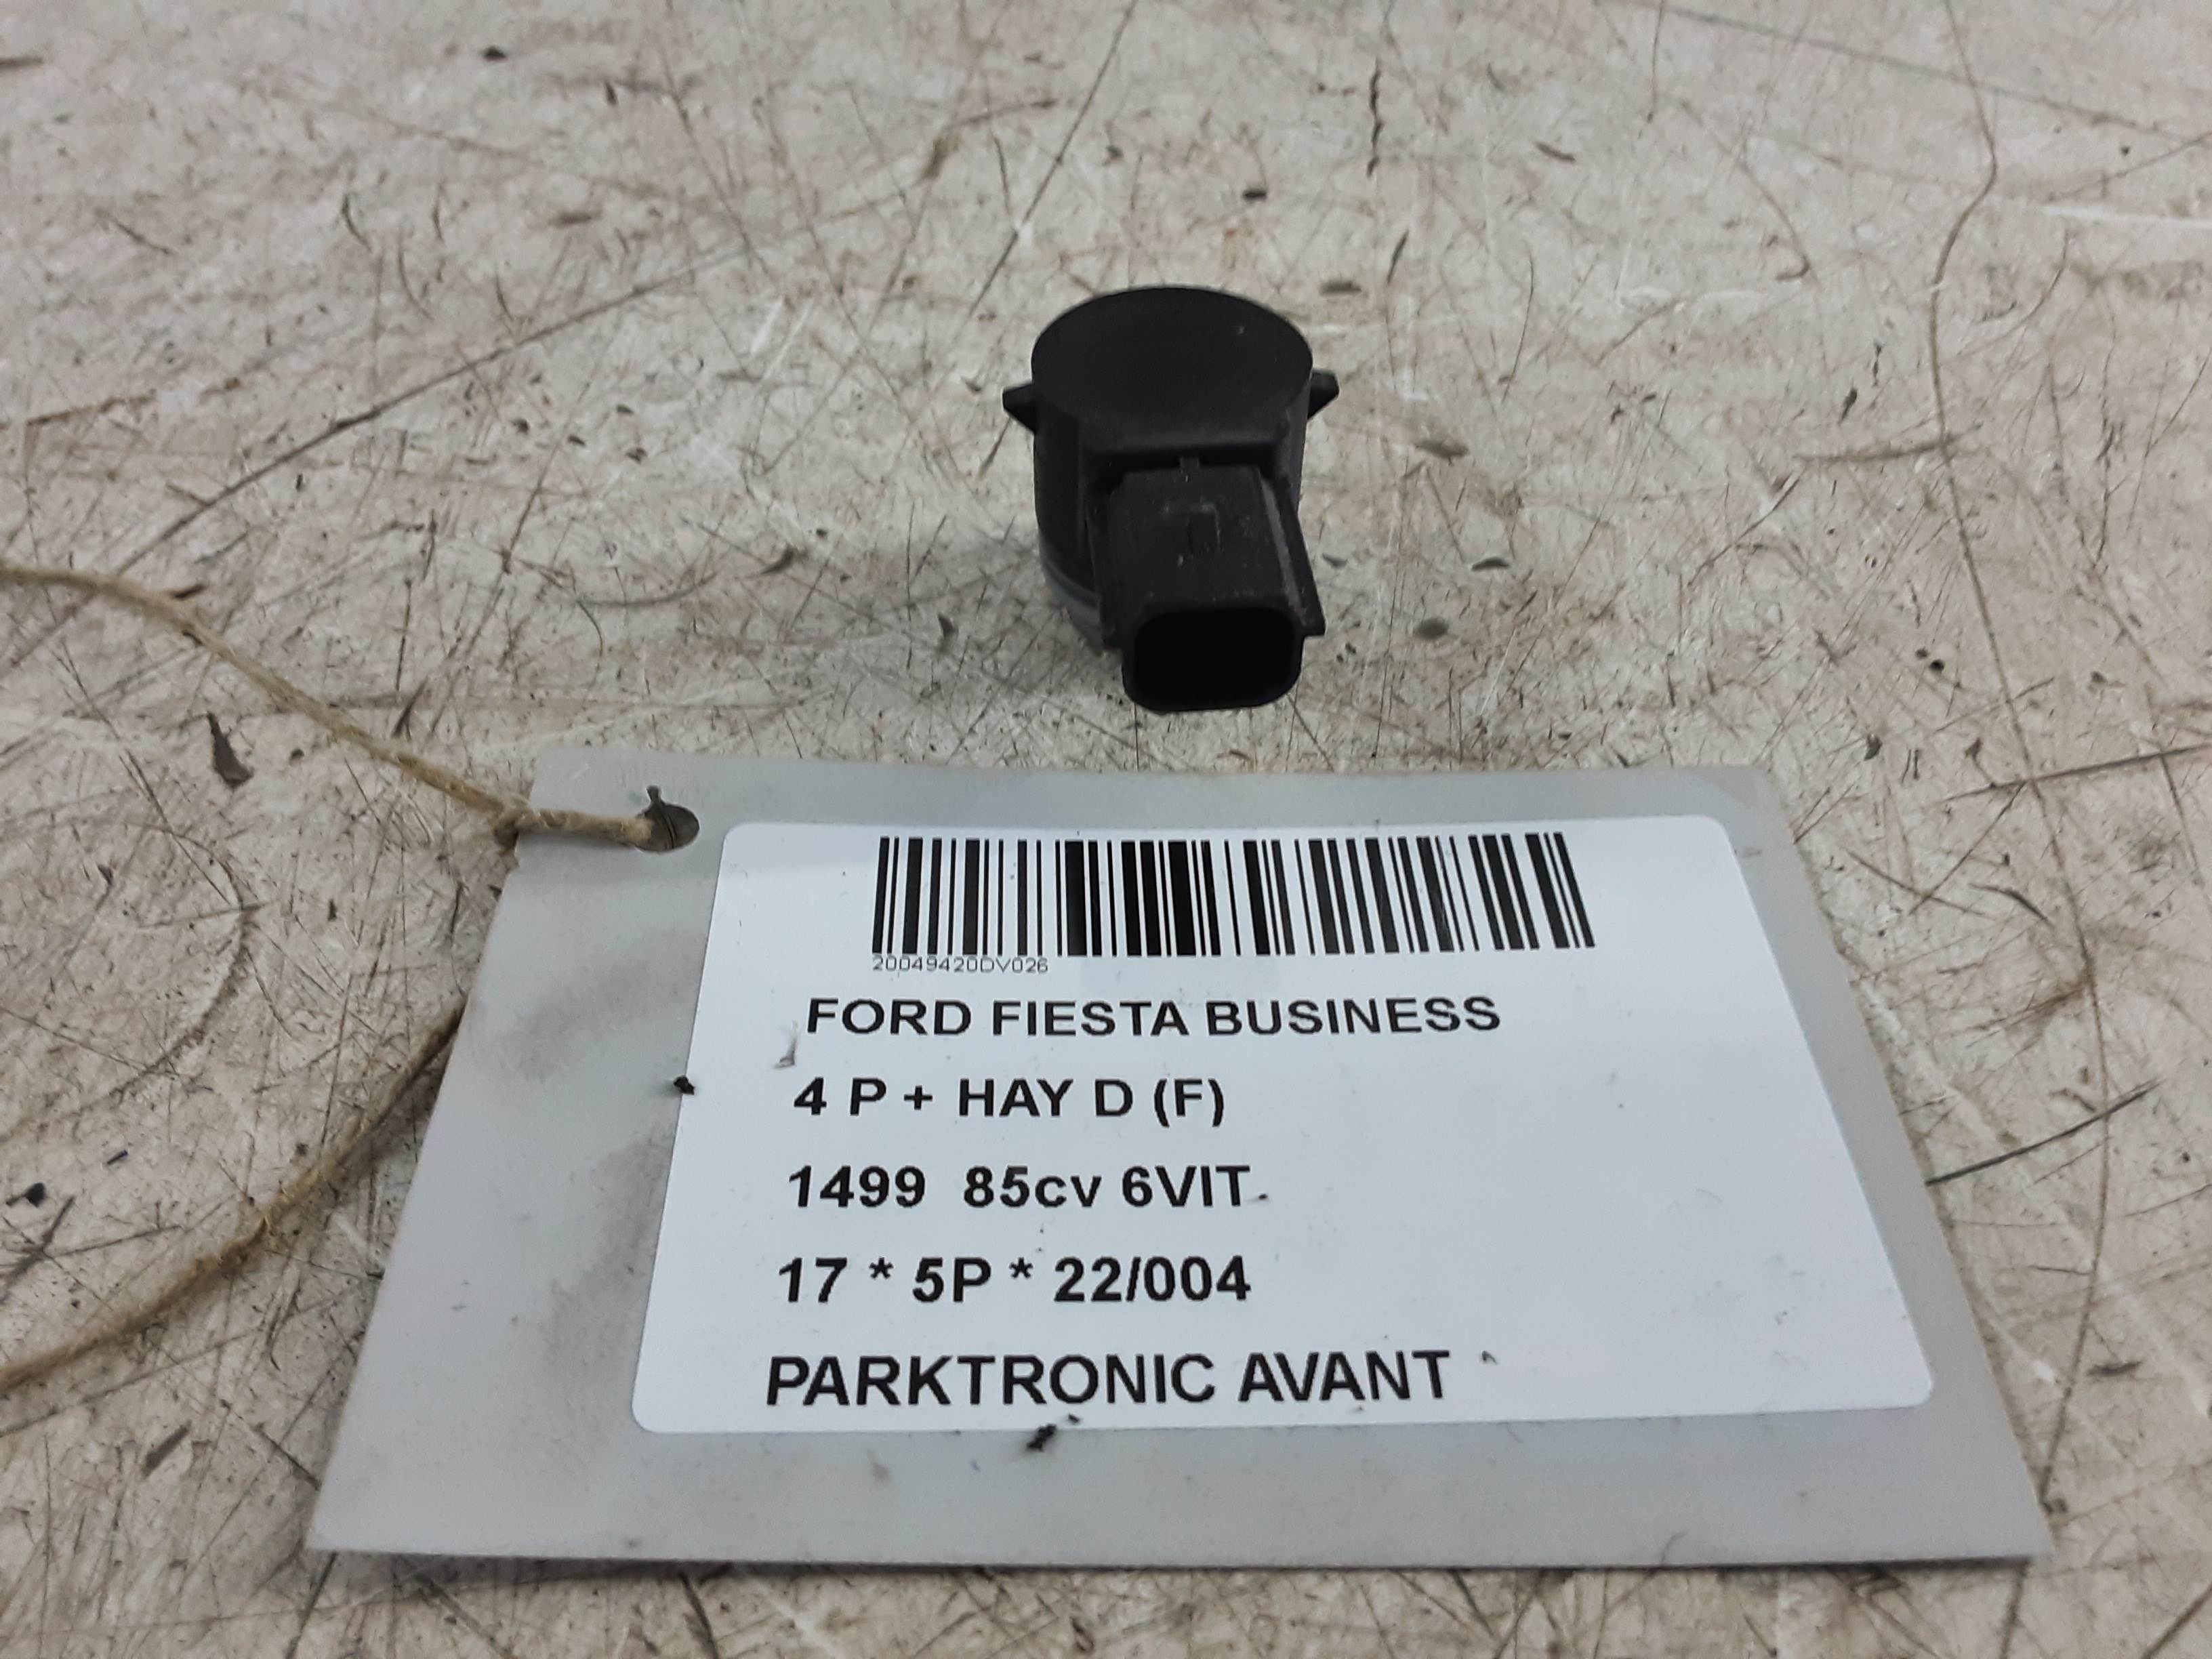 20049420DV026
FORD FIESTA BUSINESS
4 P + HAY D (F)
1499 85cv 6VIT.
17 * 5P * 22/004
PARKTRONIC AVANT